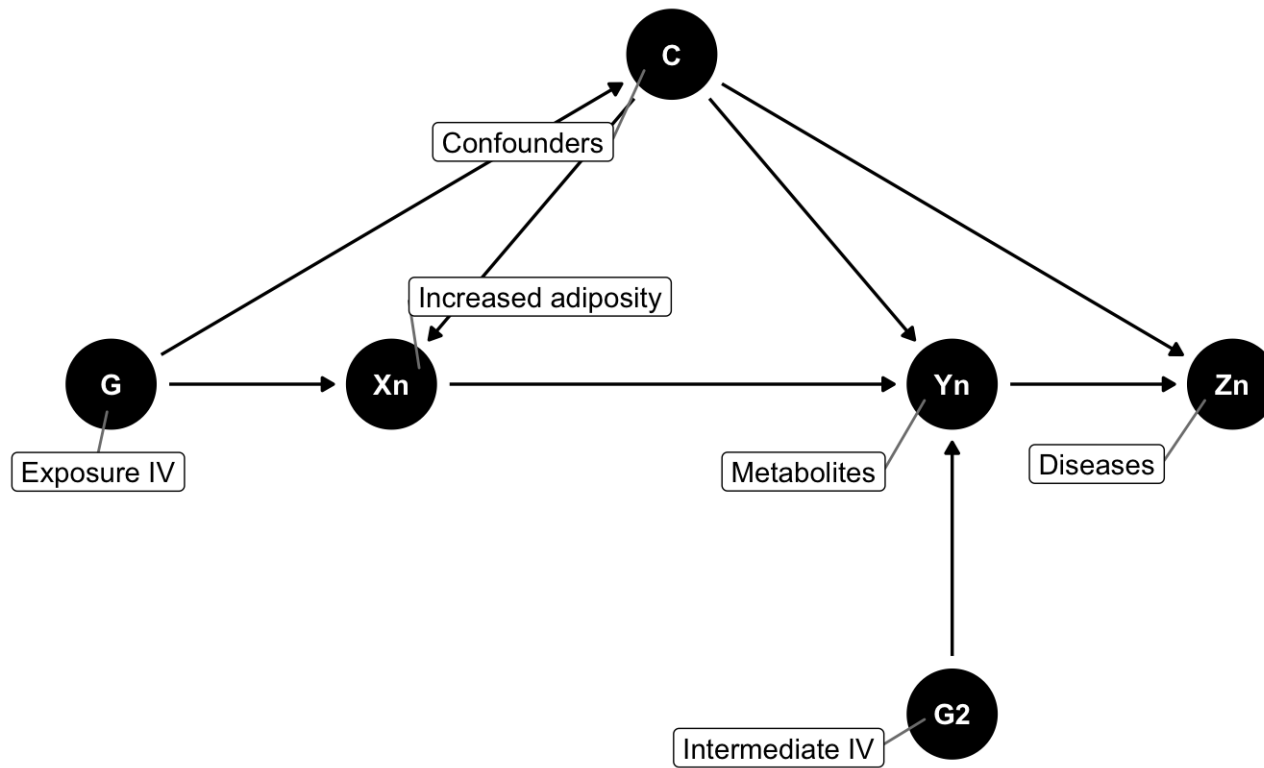 C
Confounders
Increased adiposity
G
Xn
Yn
Zn
Exposure IV
Metabolites
Diseases
G2
Intermediate IV